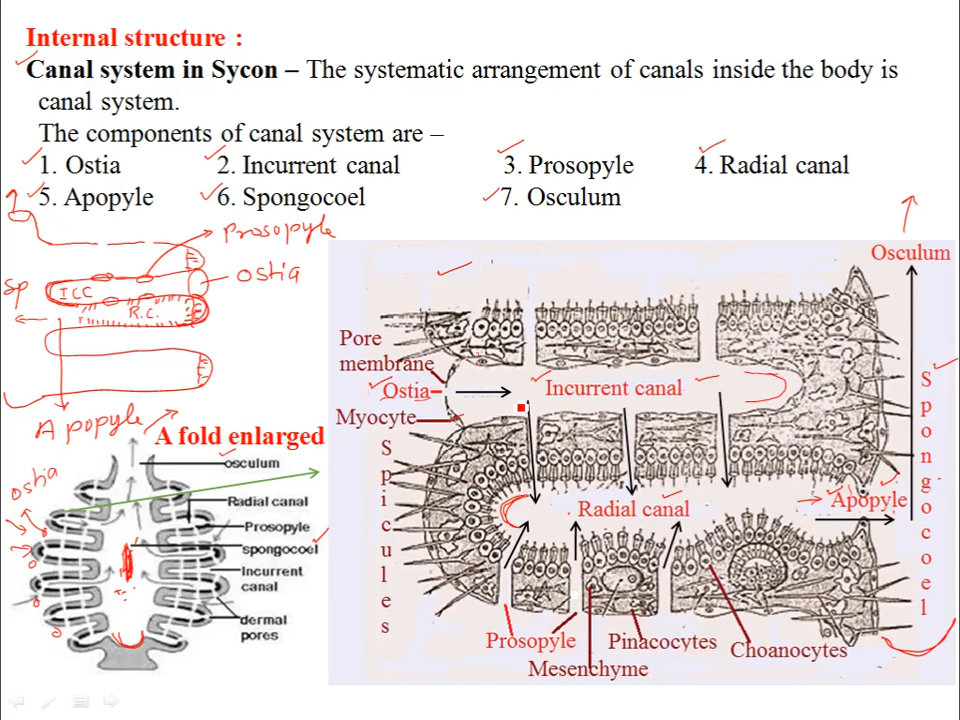 Internal structure :
Canal system in Sycon – The systematic arrangement of canals inside the body is
canal system.
The components of canal system are –
1. Ostia 2. Incurrent canal 3. Prosopyle 4. Radial canal
5. Apopyle 6. Spongocoel 7. Osculum
Prosopyle
ostia
Sp
ICC
R.C.
Apopyle
A fold enlarged
ostia
osculum
Radial canal
Prosopyle
spongocoel
Incurrent
canal
dermal
pores
Osculum
Pore
membrane
Ostia
Incurrent canal
Myocyte
Spicules
Radial canal
Apopyle
Spongocoel
Prosopyle
Pinacocytes
Choanocytes
Mesenchyme